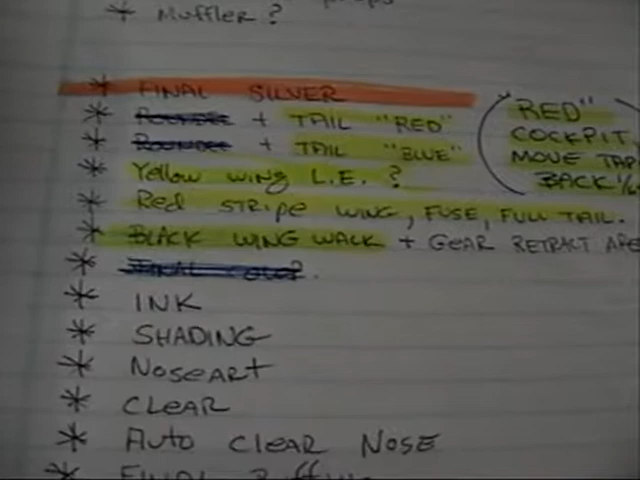 * Muffler ?
* FINAL SILVER
* + TAIL "RED"
* + TAIL "BLUE"
* Yellow wing L.E. ?
* Red STRIPE WING, FUSE, FULL TAIL.
* BLACK WING WALK + GEAR RETRACT ARE
*
* INK
* SHADING
* NoseArt
* CLEAR
* Auto CLEAR NOSE
* FINAL
"RED"
COCKPIT
MOVE TAP
BACK